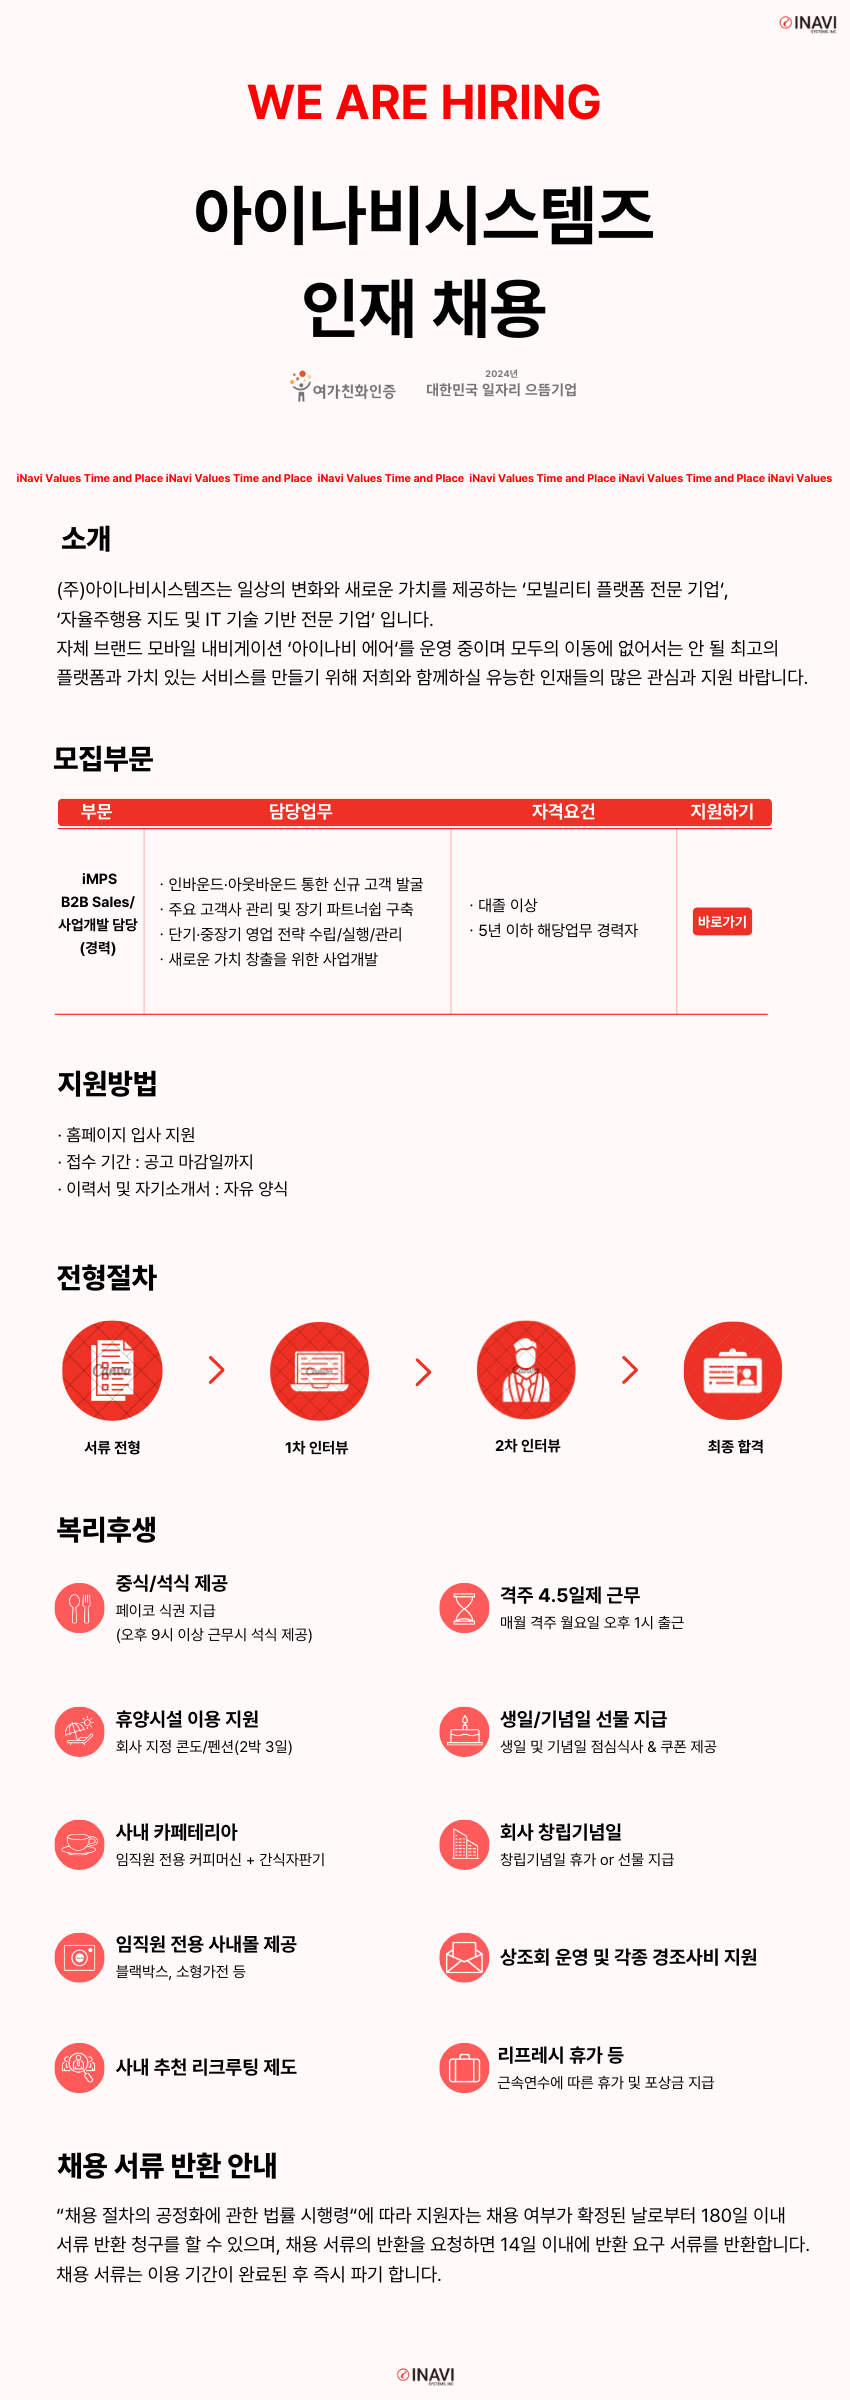 INAVI
SYSTEMS INC
WE ARE HIRING
아이나비시스템즈
인재 채용
여가친화인증
2024년
대한민국 일자리 으뜸기업
iNavi Values Time and Place iNavi Values Time and Place iNavi Values Time and Place iNavi Values Time and Place iNavi Values Time and Place iNavi Values
소개
(주)아이나비시스템즈는 일상의 변화와 새로운 가치를 제공하는 ‘모빌리티 플랫폼 전문 기업‘,
‘자율주행용 지도 및 IT 기술 기반 전문 기업’ 입니다.
자체 브랜드 모바일 내비게이션 ‘아이나비 에어‘를 운영 중이며 모두의 이동에 없어서는 안 될 최고의
플랫폼과 가치 있는 서비스를 만들기 위해 저희와 함께하실 유능한 인재들의 많은 관심과 지원 바랍니다.
모집부문
부문 담당업무 자격요건 지원하기
iMPS
B2B Sales/
사업개발 담당
(경력)
· 인바운드·아웃바운드 통한 신규 고객 발굴
· 주요 고객사 관리 및 장기 파트너쉽 구축
· 단기·중장기 영업 전략 수립/실행/관리
· 새로운 가치 창출을 위한 사업개발
· 대졸 이상
· 5년 이하 해당업무 경력자
바로가기
지원방법
· 홈페이지 입사 지원
· 접수 기간 : 공고 마감일까지
· 이력서 및 자기소개서 : 자유 양식
전형절차
Canva
서류 전형
1차 인터뷰
2차 인터뷰
최종 합격
복리후생
중식/석식 제공
페이코 식권 지급
(오후 9시 이상 근무시 석식 제공)
격주 4.5일제 근무
매월 격주 월요일 오후 1시 출근
휴양시설 이용 지원
회사 지정 콘도/펜션(2박 3일)
생일/기념일 선물 지급
생일 및 기념일 점심식사 & 쿠폰 제공
사내 카페테리아
임직원 전용 커피머신 + 간식자판기
회사 창립기념일
창립기념일 휴가 or 선물 지급
임직원 전용 사내몰 제공
블랙박스, 소형가전 등
상조회 운영 및 각종 경조사비 지원
사내 추천 리크루팅 제도
리프레시 휴가 등
근속연수에 따른 휴가 및 포상금 지급
채용 서류 반환 안내
“채용 절차의 공정화에 관한 법률 시행령“에 따라 지원자는 채용 여부가 확정된 날로부터 180일 이내
서류 반환 청구를 할 수 있으며, 채용 서류의 반환을 요청하면 14일 이내에 반환 요구 서류를 반환합니다.
채용 서류는 이용 기간이 완료된 후 즉시 파기 합니다.
INAVI
SYSTEMS INC